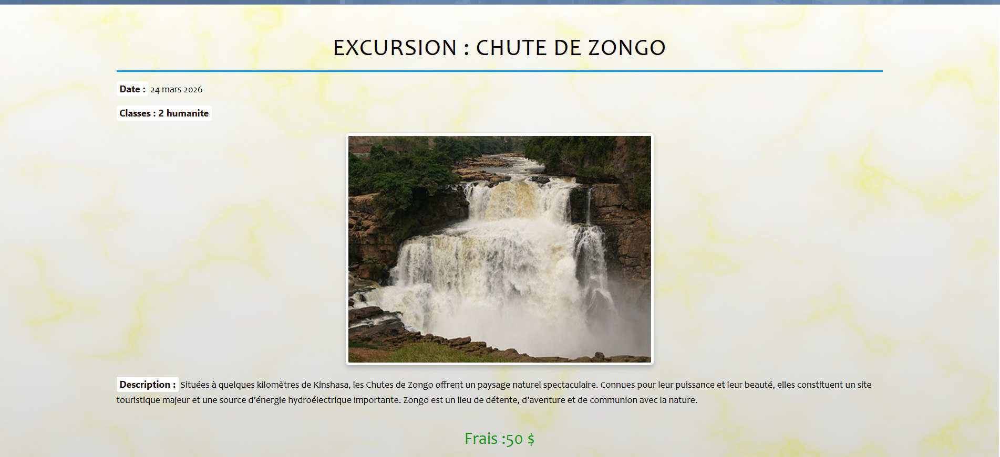 EXCURSION : CHUTE DE ZONGO
Date : 24 mars 2026
Classes : 2 humanite
Description : Situées à quelques kilomètres de Kinshasa, les Chutes de Zongo offrent un paysage naturel spectaculaire. Connues pour leur puissance et leur beauté, elles constituent un site
touristique majeur et une source d’énergie hydroélectrique importante. Zongo est un lieu de détente, d’aventure et de communion avec la nature.
Frais :50 $